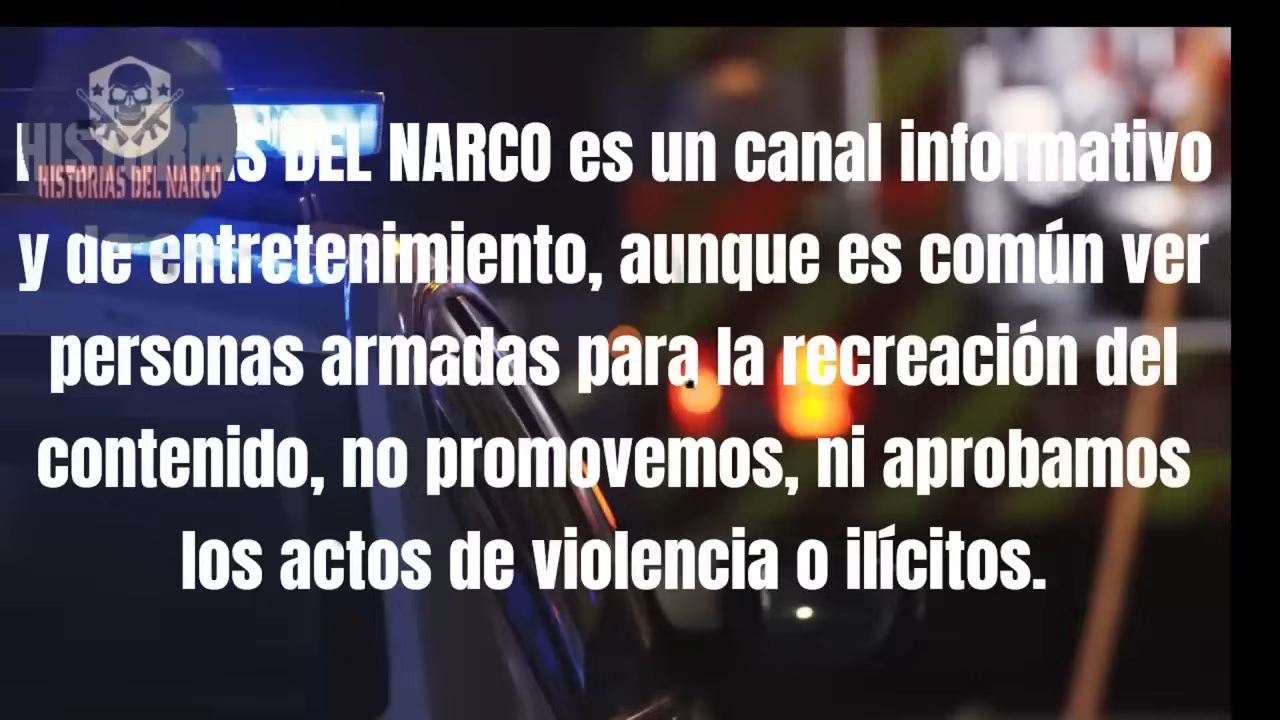 HISTORIAS DEL NARCO es un canal informativo
HISTORIAS DEL NARCO
y de entretenimiento, aunque es común ver
personas armadas para la recreación del
contenido, no promovemos, ni aprobamos
los actos de violencia o ilícitos.